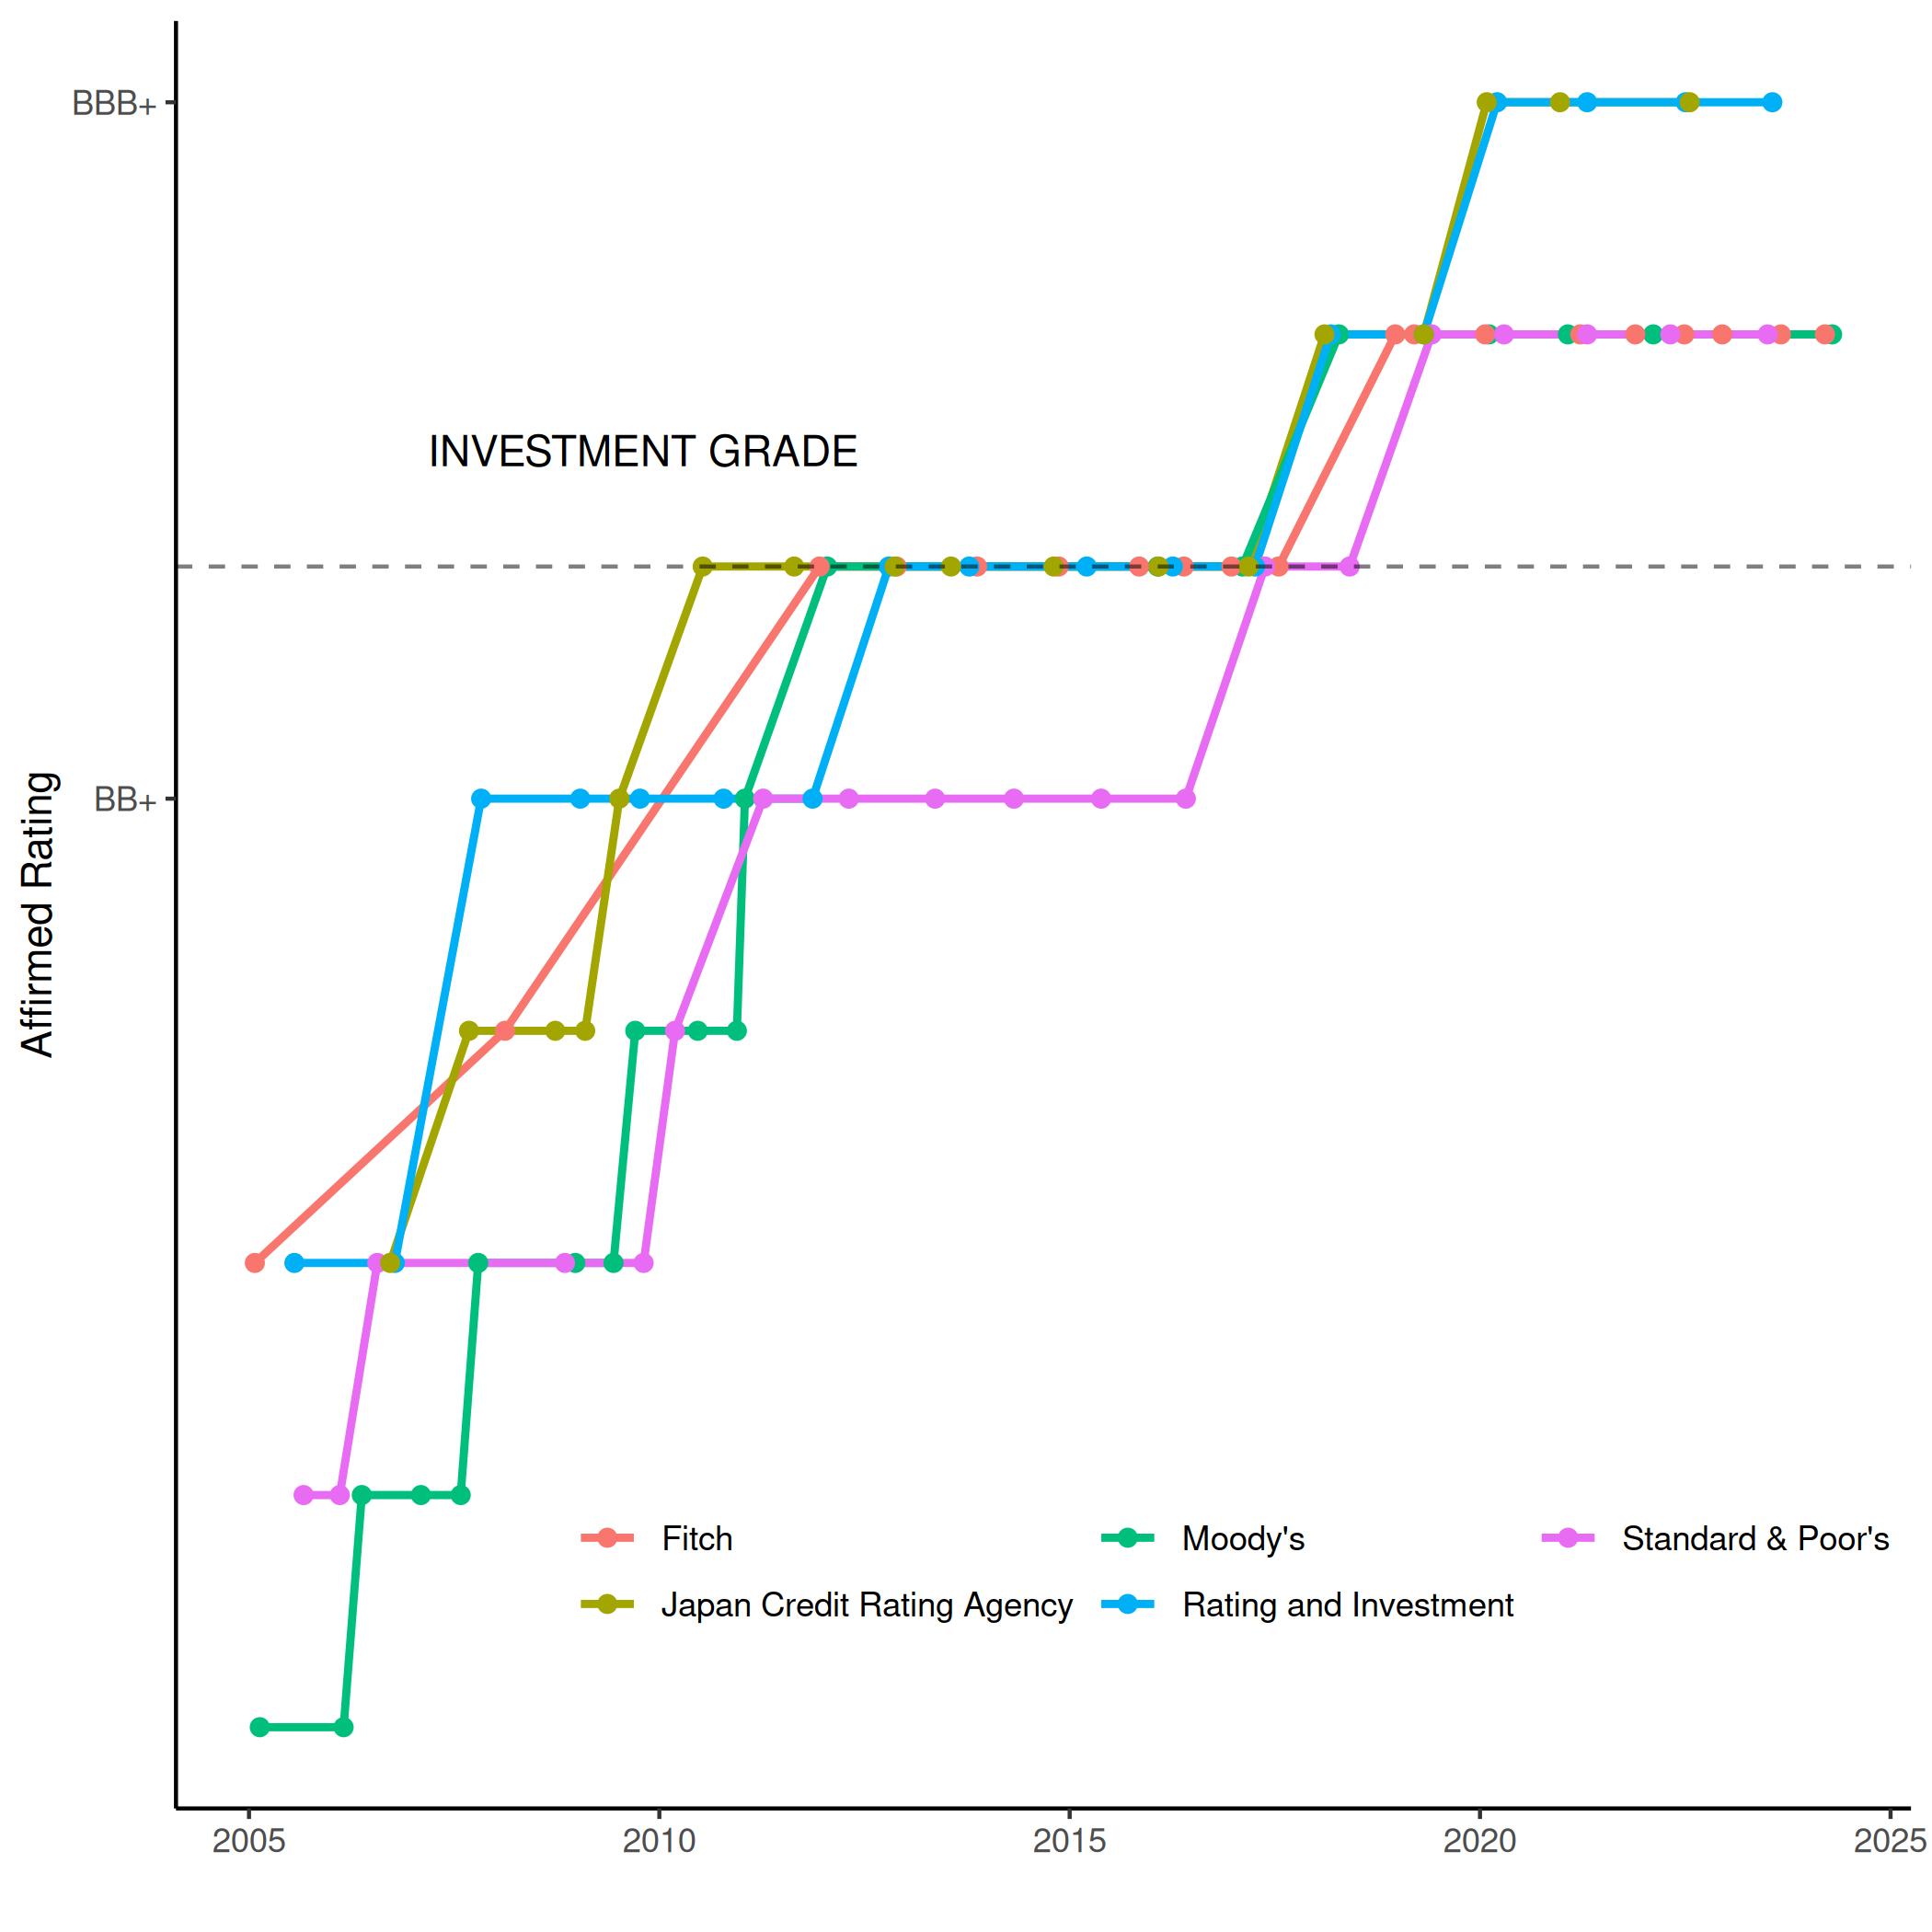 BBB+
INVESTMENT GRADE
BB+
Affirmed Rating
Fitch
Moody's
Standard & Poor's
Japan Credit Rating Agency
Rating and Investment
2005
2010
2015
2020
2025